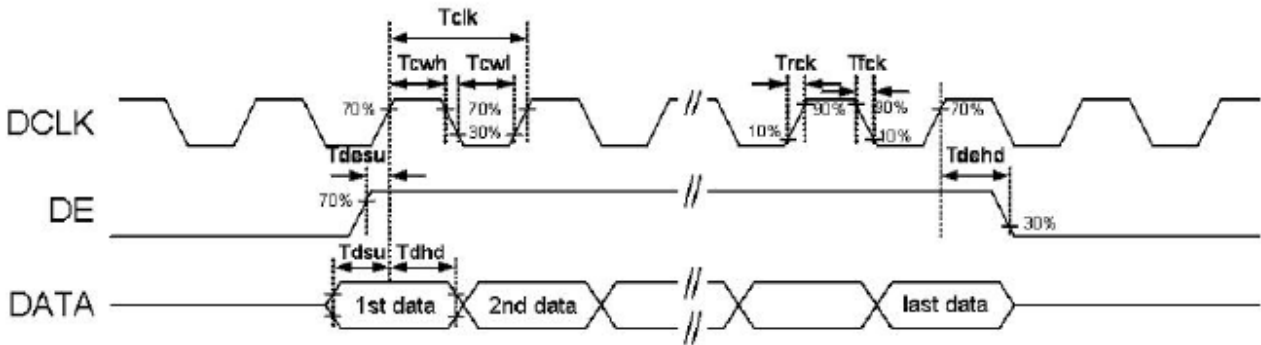 Tclk
Tcwh Tcwl Trck Tfck
DCLK 70% 70% 30% 10% 90% 90% 10% 70%
Tdesu Tdehd
DE 70% 30%
Tdsu Tdhd
DATA 1st data 2nd data last data